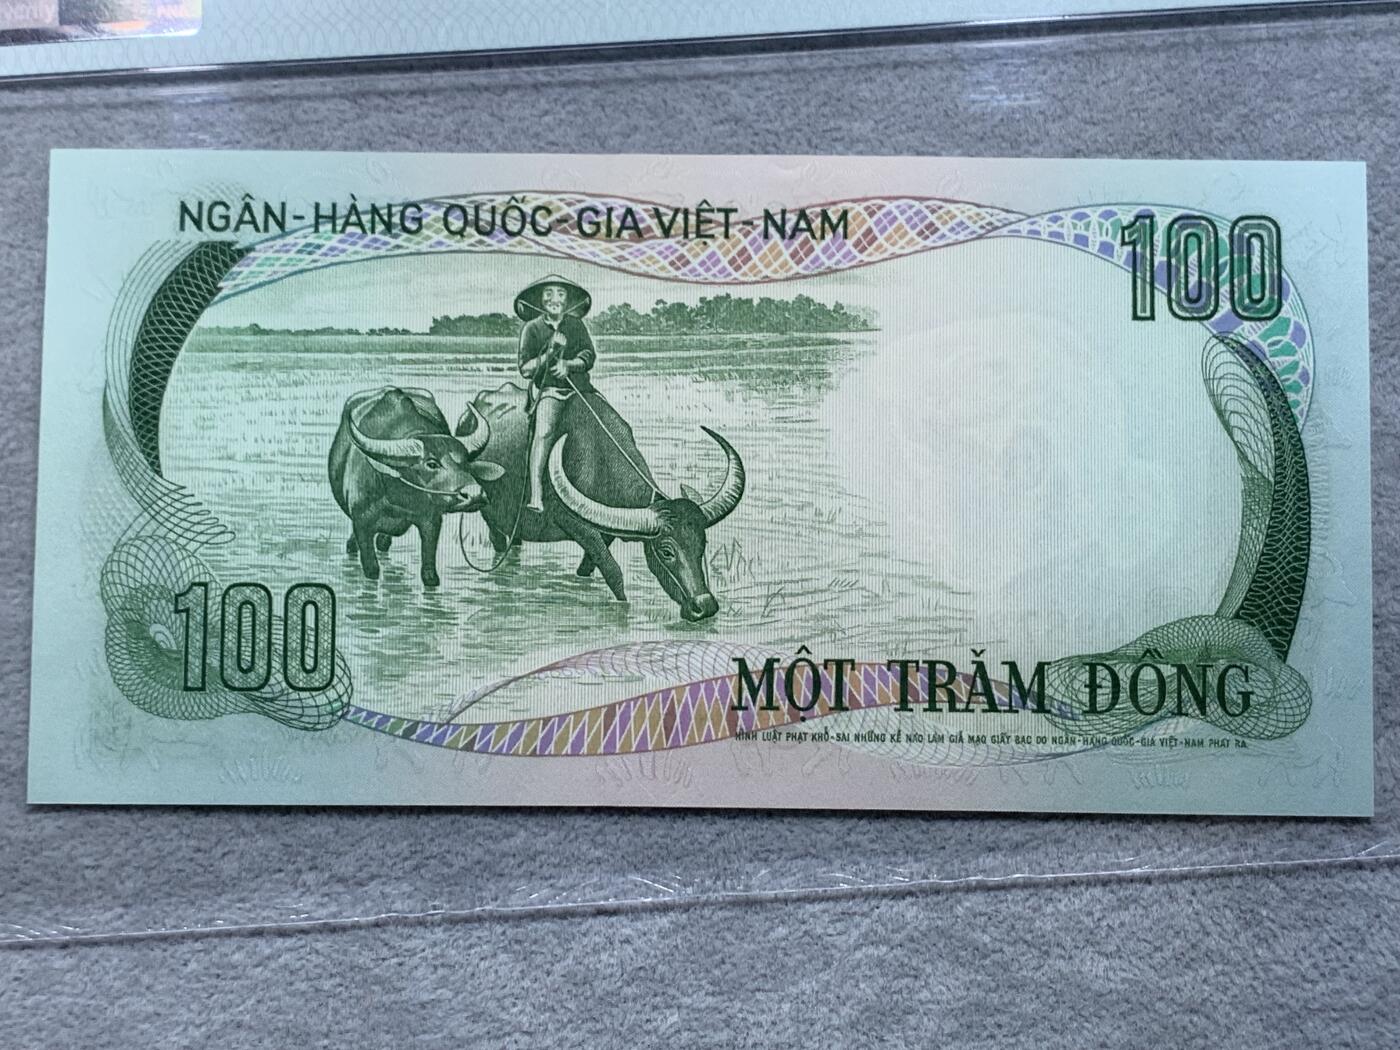 verify
NGÂN-HÀNG QUỐC-GIA VIỆT-NAM
100
100
MỘT TRĂM ĐỒNG
HÌNH LUẬT PHẠT KHỔ-SAI NHỮNG KẺ NÀO LÀM GIẢ MẠO GIẤY BẠC DO NGÂN-HÀNG QUỐC-GIA VIỆT-NAM PHÁT RA